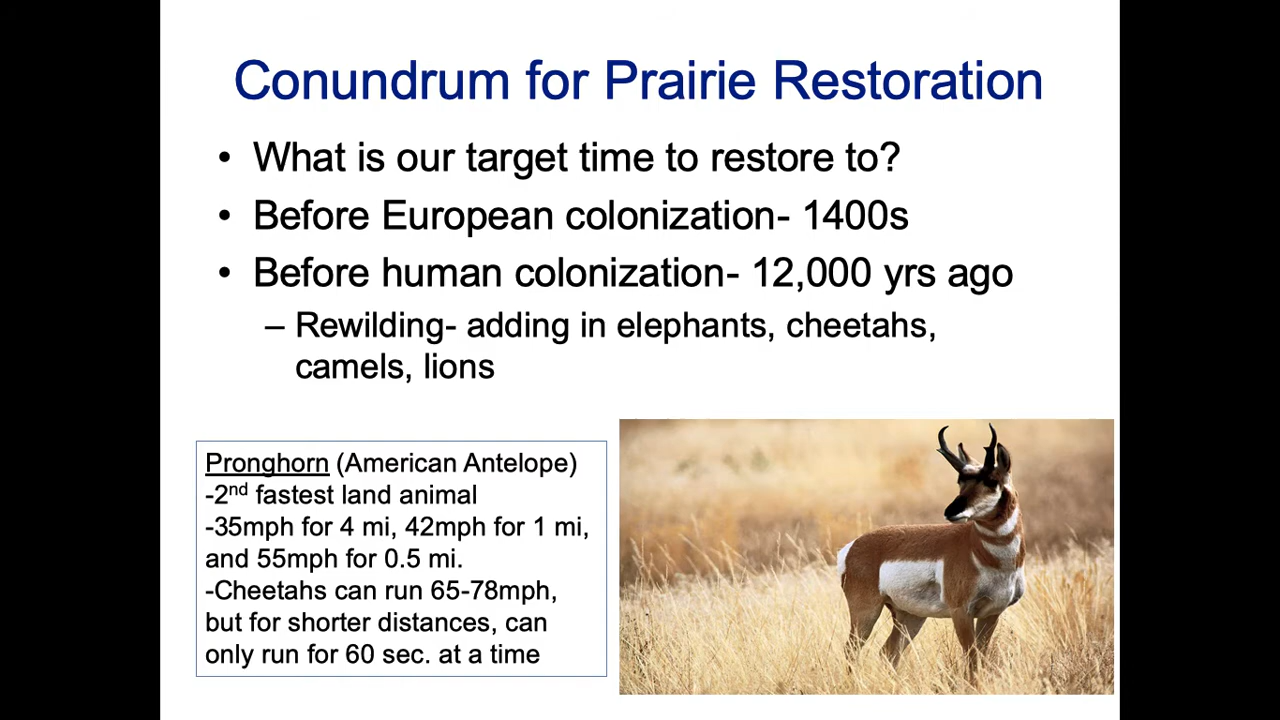 Conundrum for Prairie Restoration
• What is our target time to restore to?
• Before European colonization- 1400s
• Before human colonization- 12,000 yrs ago
– Rewilding- adding in elephants, cheetahs,
camels, lions
Pronghorn (American Antelope)
-2nd fastest land animal
-35mph for 4 mi, 42mph for 1 mi,
and 55mph for 0.5 mi.
-Cheetahs can run 65-78mph,
but for shorter distances, can
only run for 60 sec. at a time